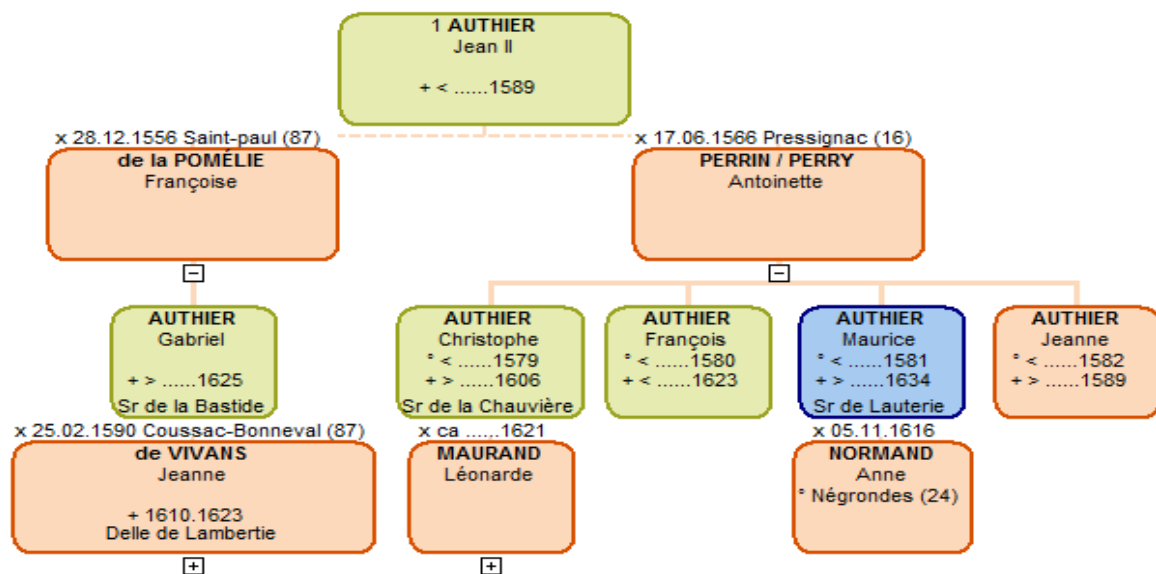 1 AUTHIER
Jean II
+ < ......1589
x 28.12.1556 Saint-paul (87)
de la POMÉLIE
Françoise
x 17.06.1566 Pressignac (16)
PERRIN / PERRY
Antoinette
AUTHIER
Gabriel
+ > ......1625
Sr de la Bastide
AUTHIER
Christophe
° < ......1579
+ > ......1606
Sr de la Chauvière
AUTHIER
François
° < ......1580
+ < ......1623
AUTHIER
Maurice
° < ......1581
+ > ......1634
Sr de Lauterie
AUTHIER
Jeanne
° < ......1582
+ > ......1589
x 25.02.1590 Coussac-Bonneval (87)
de VIVANS
Jeanne
+ 1610.1623
Delle de Lambertie
x ca ......1621
MAURAND
Léonarde
x 05.11.1616
NORMAND
Anne
° Négrondes (24)